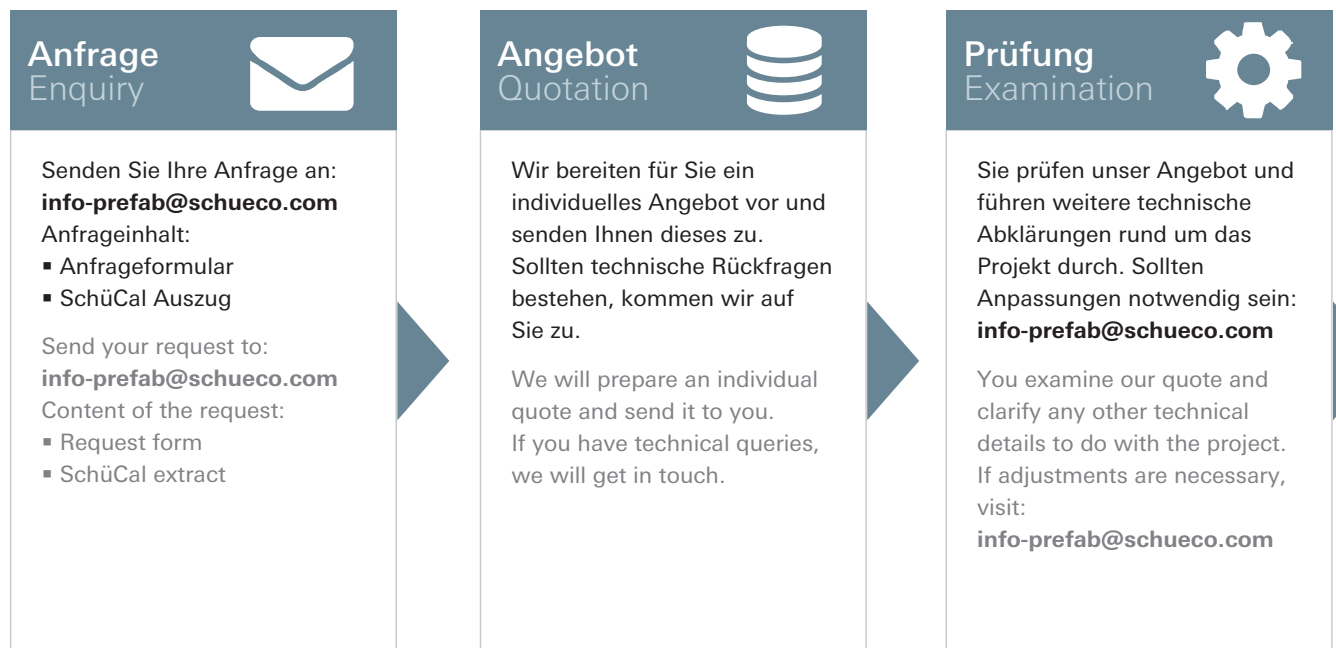 Anfrage
Enquiry
Senden Sie Ihre Anfrage an:
info-prefab@schueco.com
Anfrageinhalt:
▪ Anfrageformular
▪ SchüCal Auszug
Send your request to:
info-prefab@schueco.com
Content of the request:
▪ Request form
▪ SchüCal extract
Angebot
Quotation
Wir bereiten für Sie ein
individuelles Angebot vor und
senden Ihnen dieses zu.
Sollten technische Rückfragen
bestehen, kommen wir auf
Sie zu.
We will prepare an individual
quote and send it to you.
If you have technical queries,
we will get in touch.
Prüfung
Examination
Sie prüfen unser Angebot und
führen weitere technische
Abklärungen rund um das
Projekt durch. Sollten
Anpassungen notwendig sein:
info-prefab@schueco.com
You examine our quote and
clarify any other technical
details to do with the project.
If adjustments are necessary,
visit:
info-prefab@schueco.com